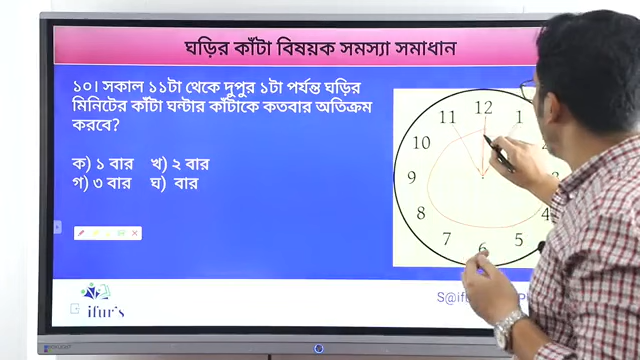 ঘড়ির কাঁটা বিষয়ক সমস্যা সমাধান
১০। সকাল ১১টা থেকে দুপুর ১টা পর্যন্ত ঘড়ির
মিনিটের কাঁটা ঘন্টার কাঁটাকে কতবার অতিক্রম
করবে?
ক) ১ বার খ) ২ বার
গ) ৩ বার ঘ) বার
12
11 1
10
9
8 4
7 5
6
ifur's
S@if